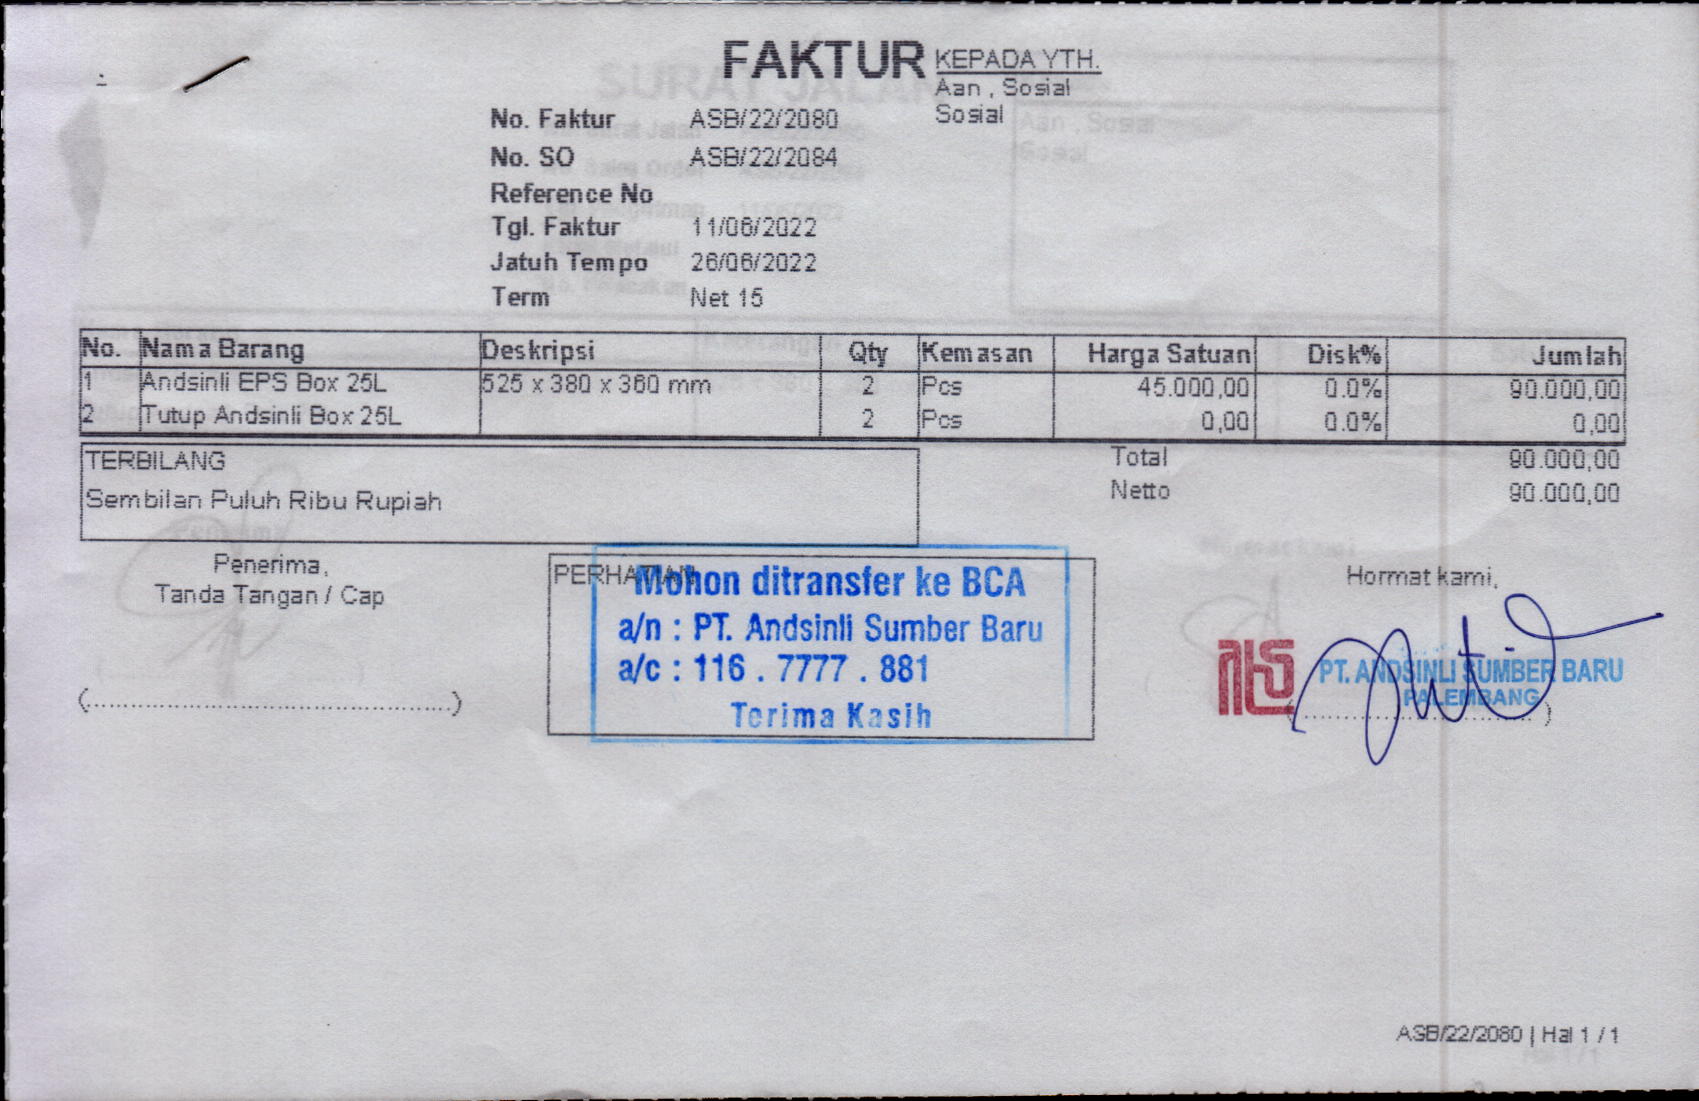 FAKTUR
KEPADA YTH.
Aan , Sosial
Sosial
No. Faktur ASB/22/2080
No. SO ASB/22/2084
Reference No
Tgl. Faktur 11/06/2022
Jatuh Tempo 26/06/2022
Term Net 15
No. Nama Barang Deskripsi Qty Kemasan Harga Satuan Disk% Jumlah
1 Andsinli EPS Box 25L 525 x 380 x 360 mm 2 Pcs 45.000,00 0.0% 90.000,00
2 Tutup Andsinli Box 25L 2 Pcs 0,00 0.0% 0,00
TERBILANG
Sembilan Puluh Ribu Rupiah
Total 90.000,00
Netto 90.000,00
Penerima,
Tanda Tangan / Cap
(.................................................)
PERHATIAN
Mohon ditransfer ke BCA
a/n : PT. Andsinli Sumber Baru
a/c : 116 . 7777 . 881
Terima Kasih
Hormat kami,
PT. ANDSINLI SUMBER BARU
PALEMBANG
ASB/22/2080 | Hal 1 / 1